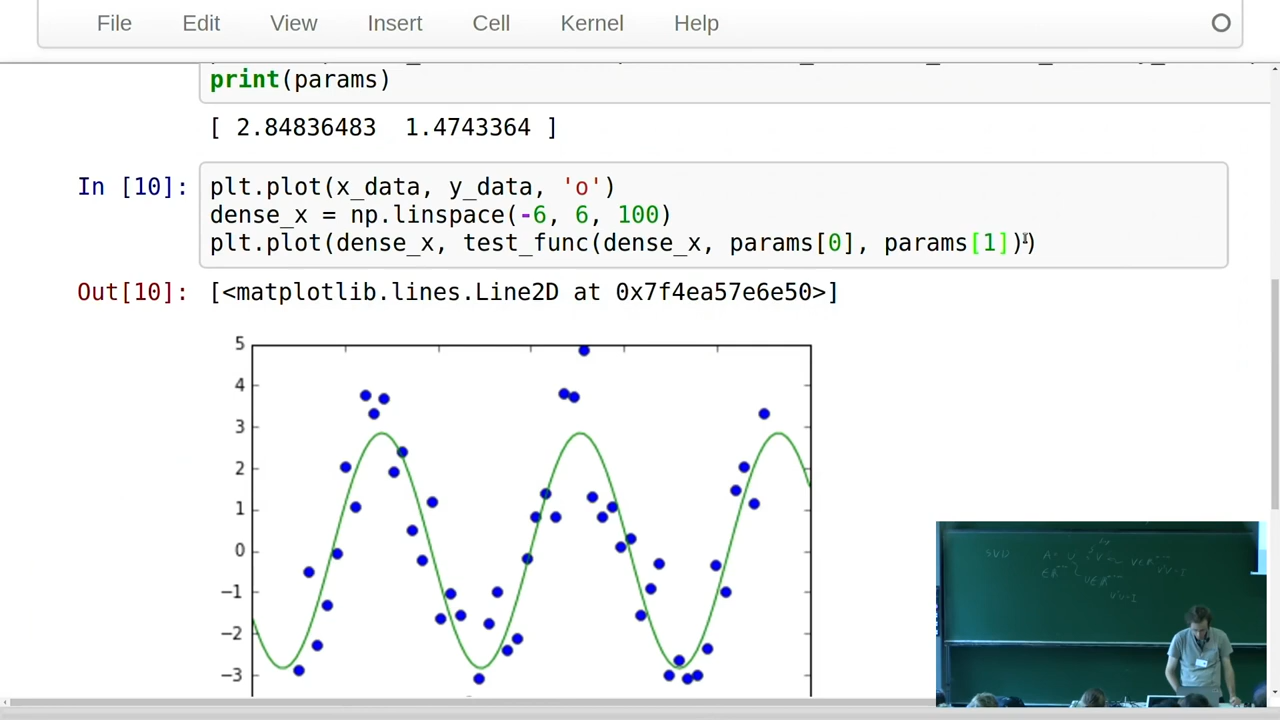 File Edit View Insert Cell Kernel Help
print(params)
[ 2.84836483  1.4743364 ]
In [10]: plt.plot(x_data, y_data, 'o')
dense_x = np.linspace(-6, 6, 100)
plt.plot(dense_x, test_func(dense_x, params[0], params[1]))
Out[10]: [<matplotlib.lines.Line2D at 0x7f4ea57e6e50>]
5
4
3
2
1
0
−1
−2
−3
SVD